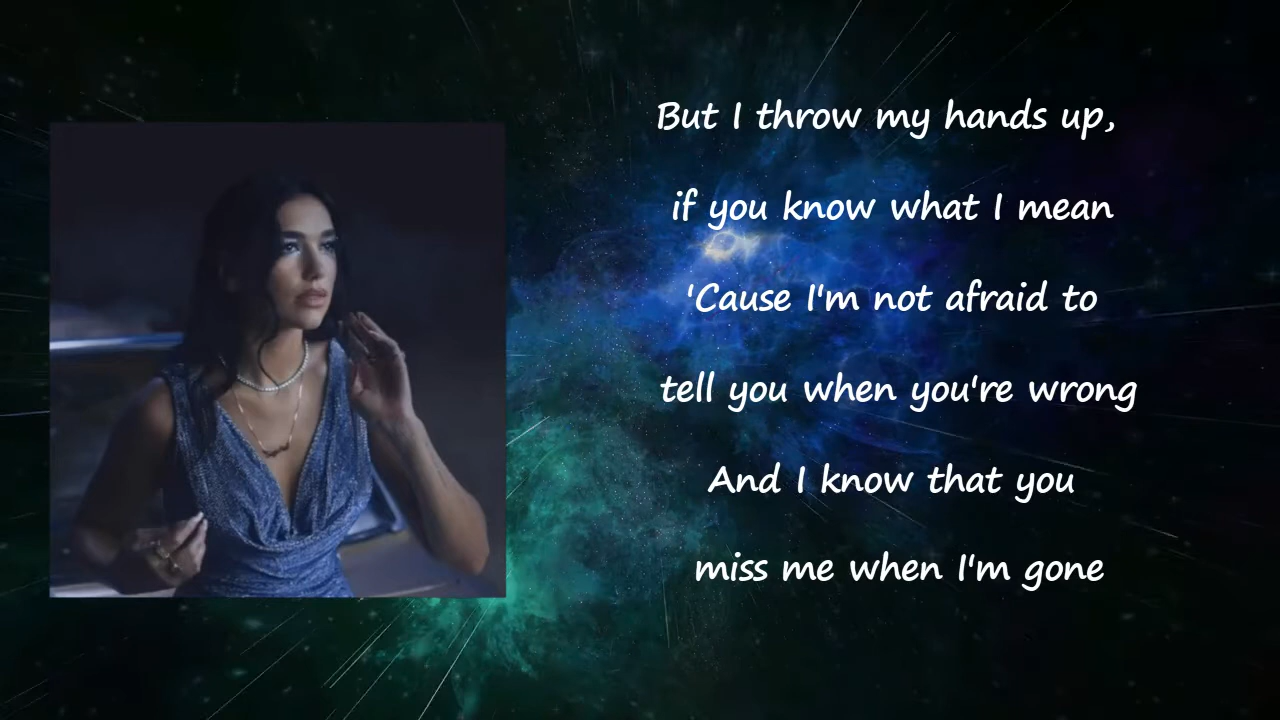 But I throw my hands up,
if you know what I mean
'Cause I'm not afraid to
tell you when you're wrong
And I know that you
miss me when I'm gone